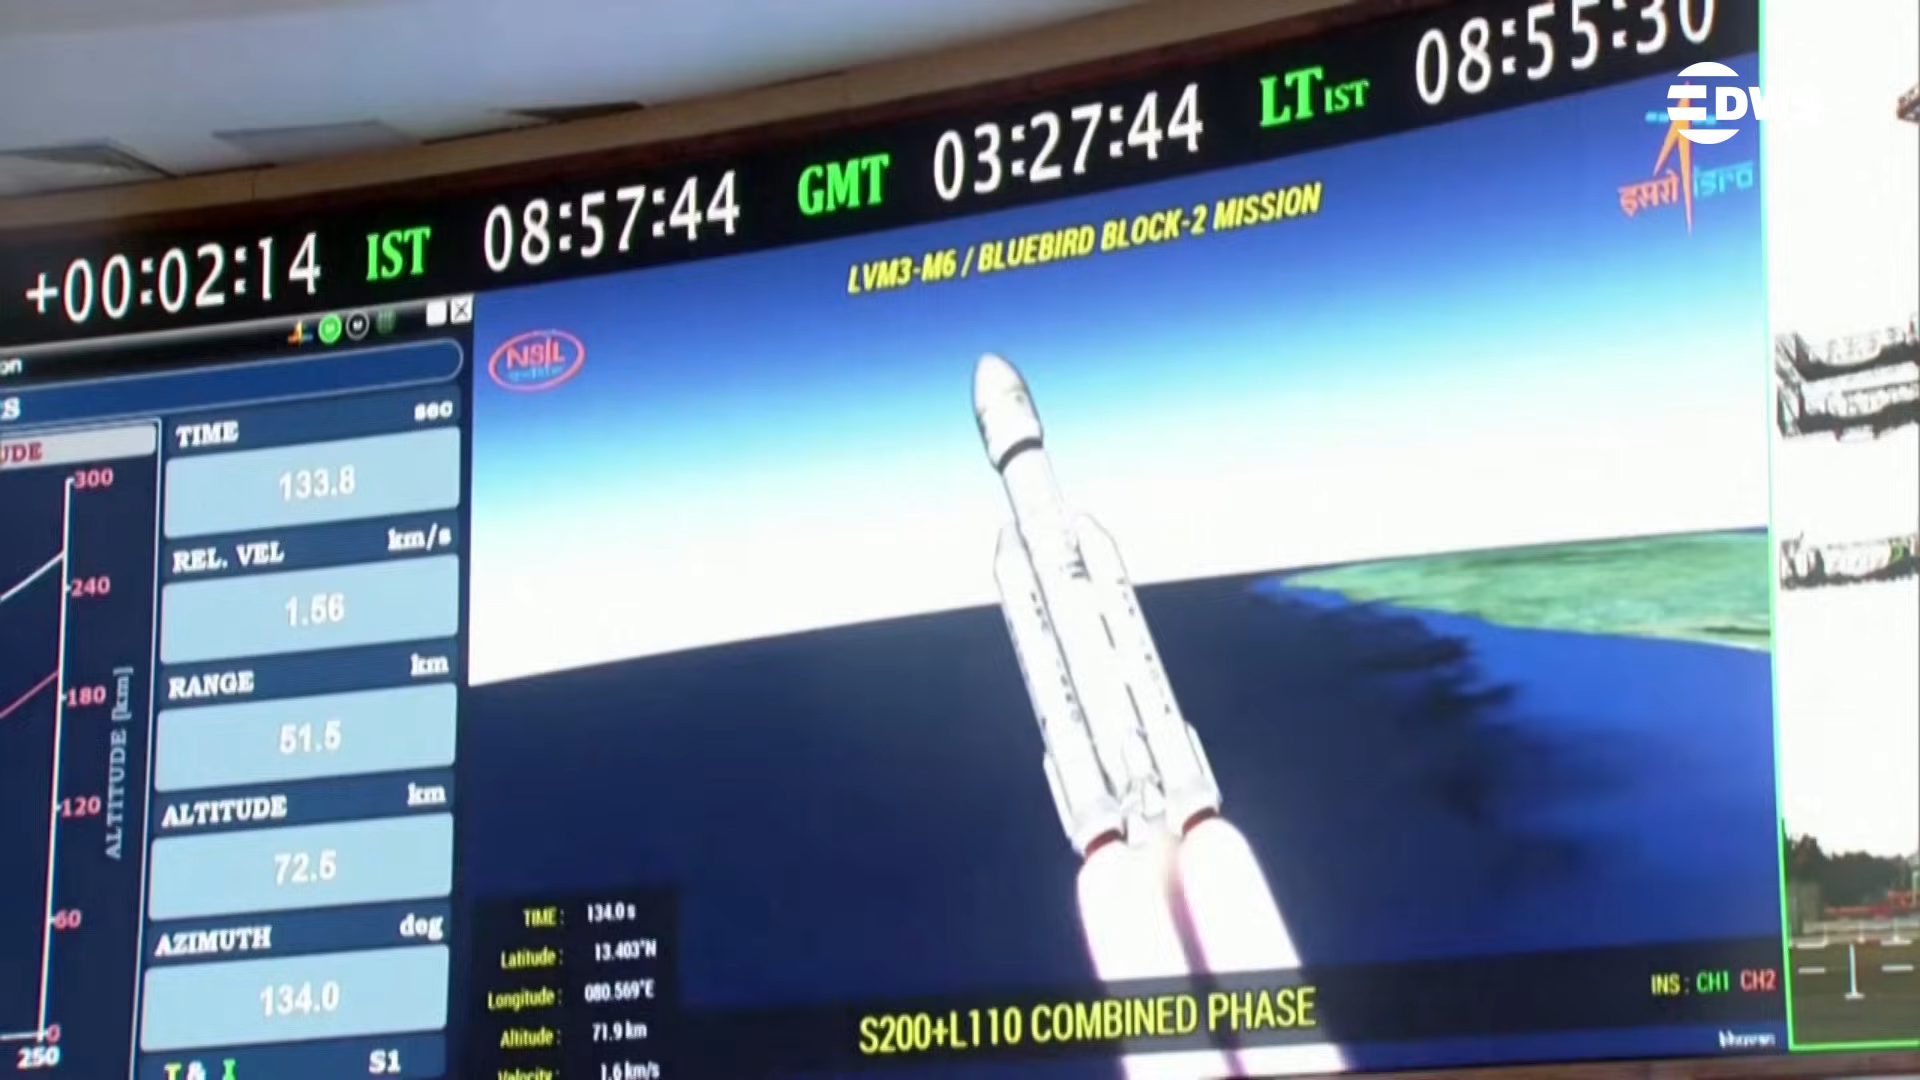 +00:02:14 IST 08:57:44 GMT 03:27:44 LT IST 08:55:30
DW
LVM3-M6 / BLUEBIRD BLOCK-2 MISSION
इसरो isro
NSIL
on
S
UDE
TIME sec
133.8
REL. VEL km/s
1.56
RANGE km
51.5
ALTITUDE km
72.5
AZIMUTH deg
134.0
T & I S1
300
240
180
120
60
0
250
ALTITUDE [km]
TIME : 134.0 s
Latitude : 13.403°N
Longitude : 080.569°E
Altitude : 71.9 km
Velocity : 1.6 km/s
S200+L110 COMBINED PHASE
INS : CH1 CH2